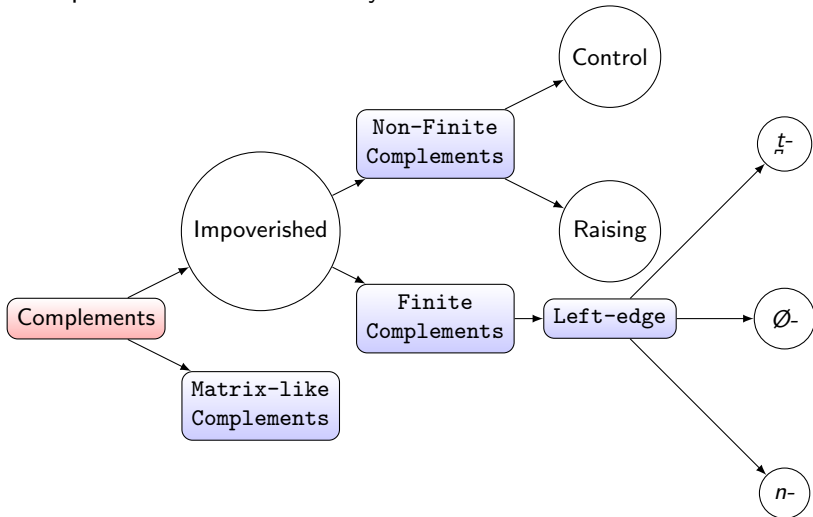 Control
Non-Finite
Complements
t̪-
Impoverished
Raising
Complements
Finite
Complements
Left-edge
Ø-
Matrix-like
Complements
n-